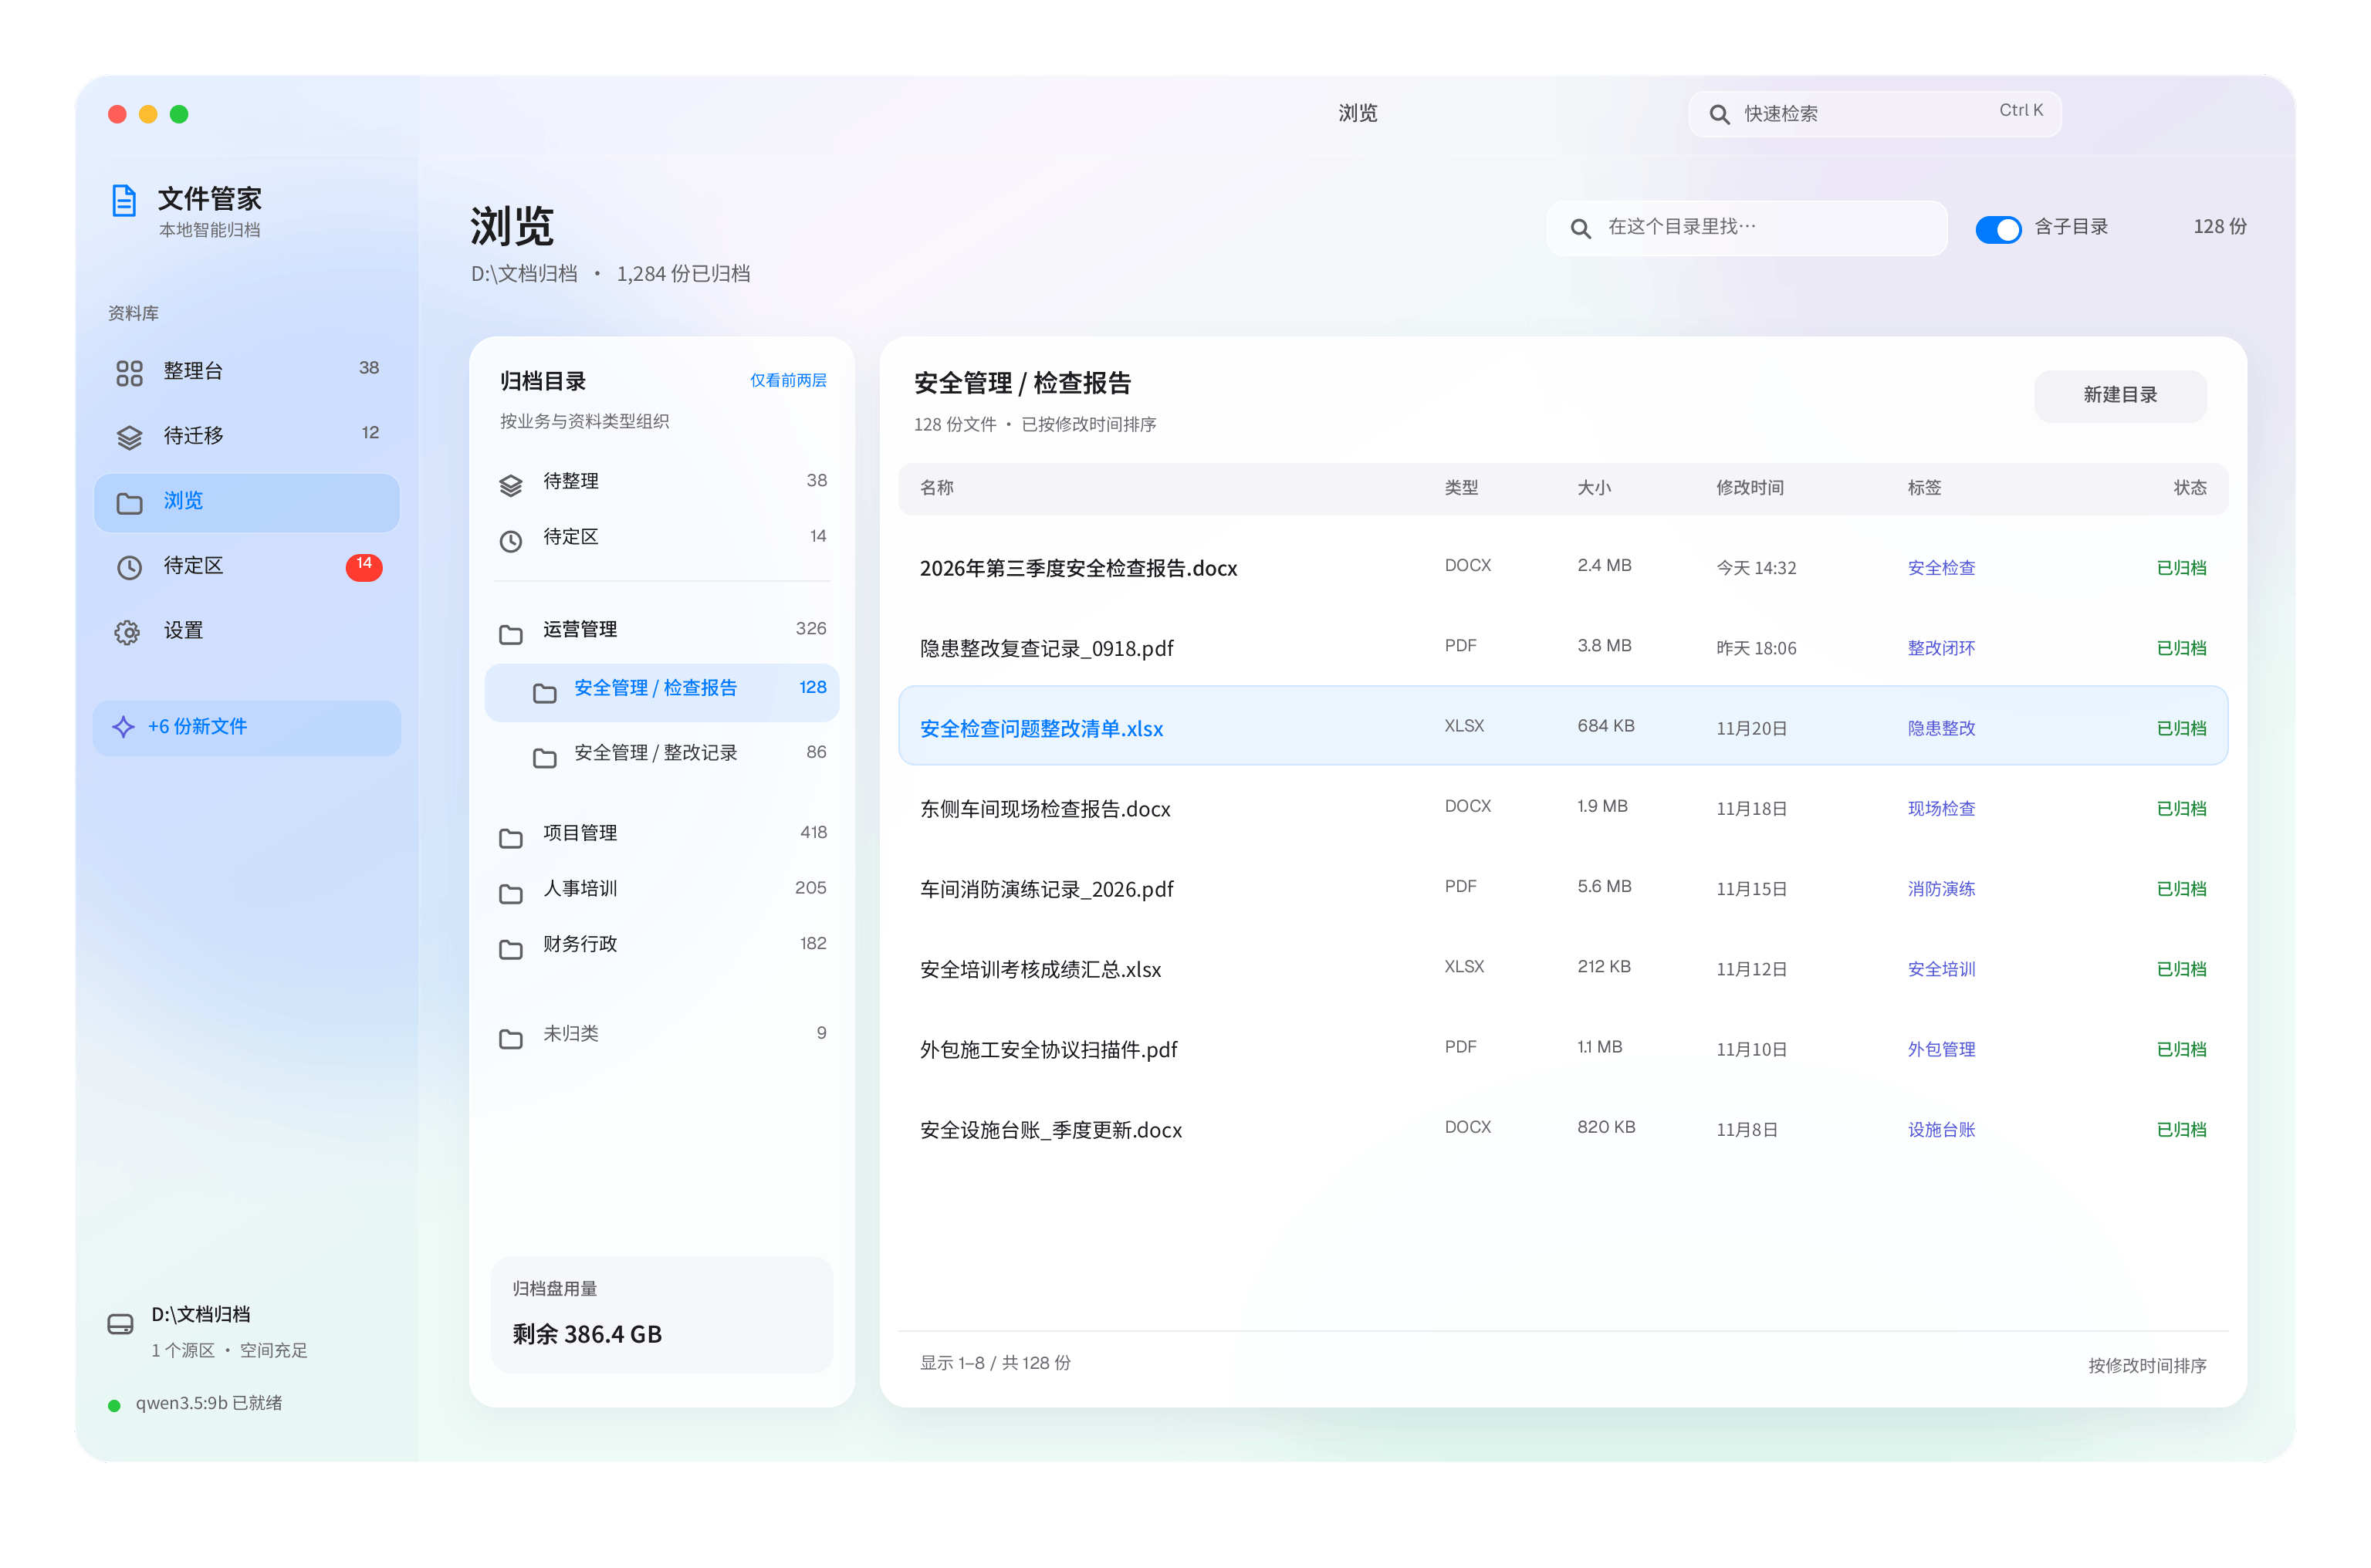 浏览
快速检索 Ctrl K
文件管家
本地智能归档
资料库
整理台 38
待迁移 12
浏览
待定区 14
设置
+6 份新文件
D:\文档归档
1 个源区 · 空间充足
qwen3.5:9b 已就绪
浏览
D:\文档归档 · 1,284 份已归档
在这个目录里找…
含子目录
128 份
归档目录 仅看前两层
按业务与资料类型组织
待整理 38
待定区 14
运营管理 326
安全管理 / 检查报告 128
安全管理 / 整改记录 86
项目管理 418
人事培训 205
财务行政 182
未归类 9
归档盘用量
剩余 386.4 GB
安全管理 / 检查报告
128 份文件 · 已按修改时间排序
新建目录
名称 类型 大小 修改时间 标签 状态
2026年第三季度安全检查报告.docx DOCX 2.4 MB 今天 14:32 安全检查 已归档
隐患整改复查记录_0918.pdf PDF 3.8 MB 昨天 18:06 整改闭环 已归档
安全检查问题整改清单.xlsx XLSX 684 KB 11月20日 隐患整改 已归档
东侧车间现场检查报告.docx DOCX 1.9 MB 11月18日 现场检查 已归档
车间消防演练记录_2026.pdf PDF 5.6 MB 11月15日 消防演练 已归档
安全培训考核成绩汇总.xlsx XLSX 212 KB 11月12日 安全培训 已归档
外包施工安全协议扫描件.pdf PDF 1.1 MB 11月10日 外包管理 已归档
安全设施台账_季度更新.docx DOCX 820 KB 11月8日 设施台账 已归档
显示 1–8 / 共 128 份
按修改时间排序